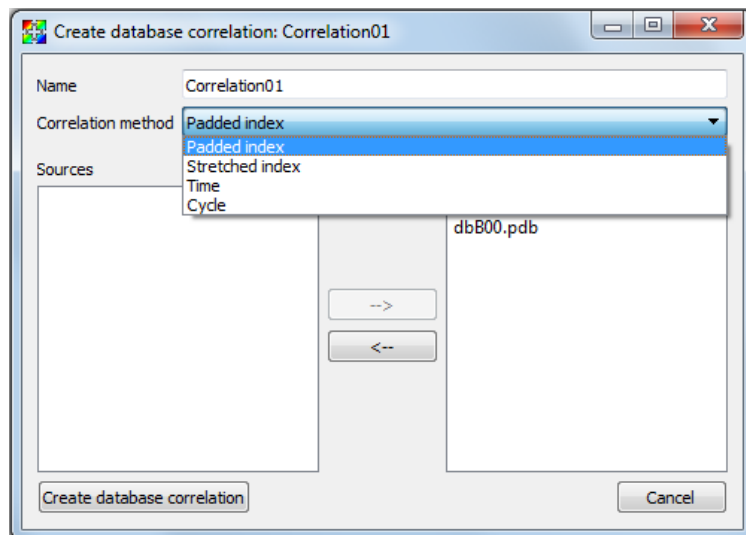 Create database correlation: Correlation01
Name Correlation01
Correlation method Padded index
Padded index
Stretched index
Time
Cycle
Sources
dbB00.pdb
-->
<--
Create database correlation Cancel